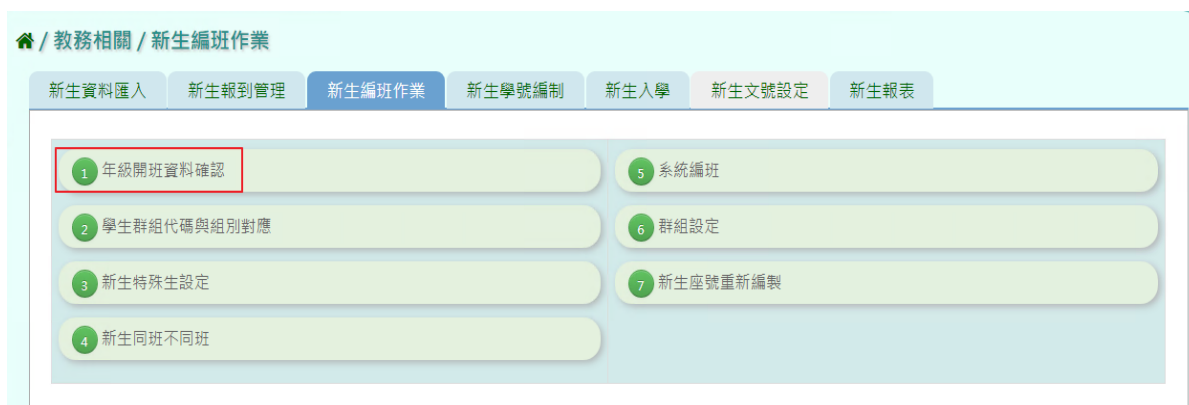 / 教務相關 / 新生編班作業
新生資料匯入 新生報到管理 新生編班作業 新生學號編制 新生入學 新生文號設定 新生報表
1 年級開班資料確認
2 學生群組代碼與組別對應
3 新生特殊生設定
4 新生同班不同班
5 系統編班
6 群組設定
7 新生座號重新編製